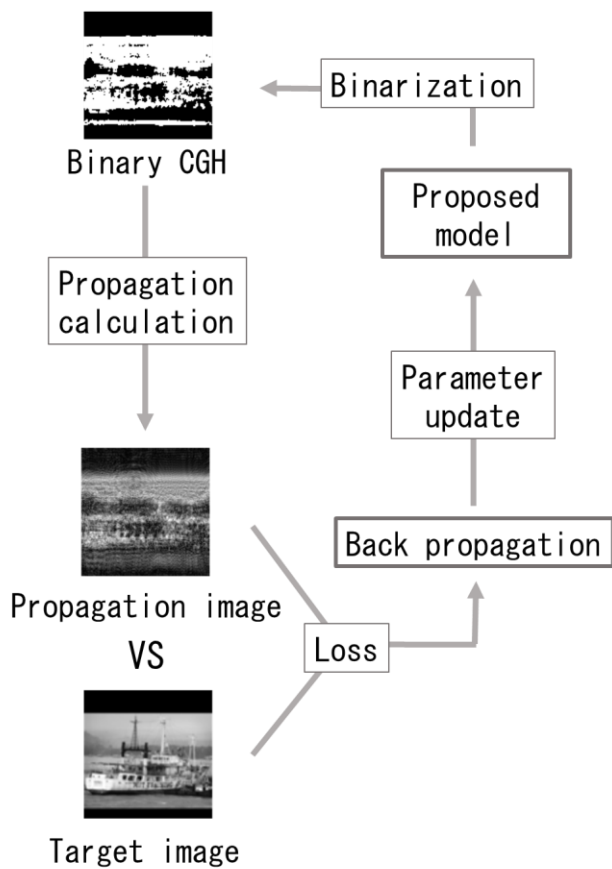 Binarization
Binary CGH
Proposed
model
Propagation
calculation
Parameter
update
Back propagation
Propagation image
VS
Loss
Target image